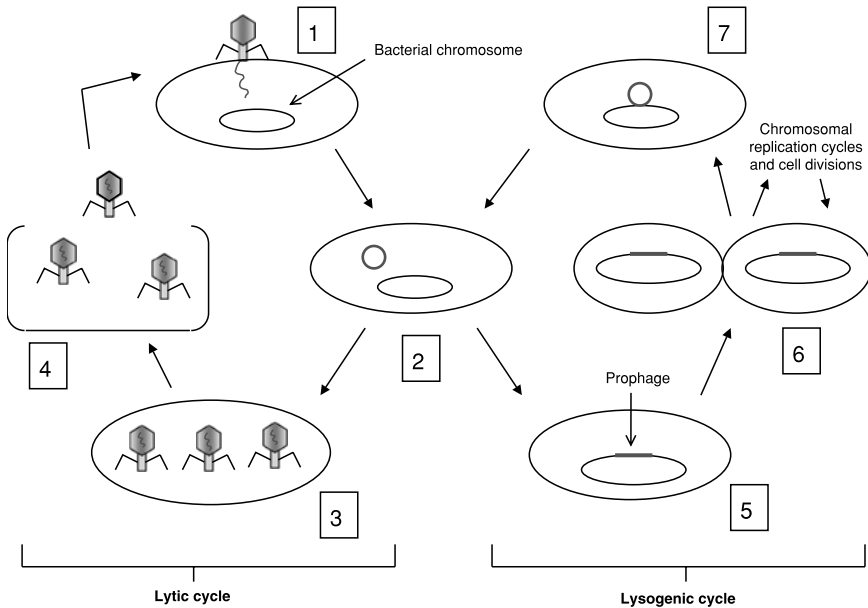 1
7
Bacterial chromosome
Chromosomal
replication cycles
and cell divisions
2
4
6
Prophage
3
5
Lytic cycle
Lysogenic cycle